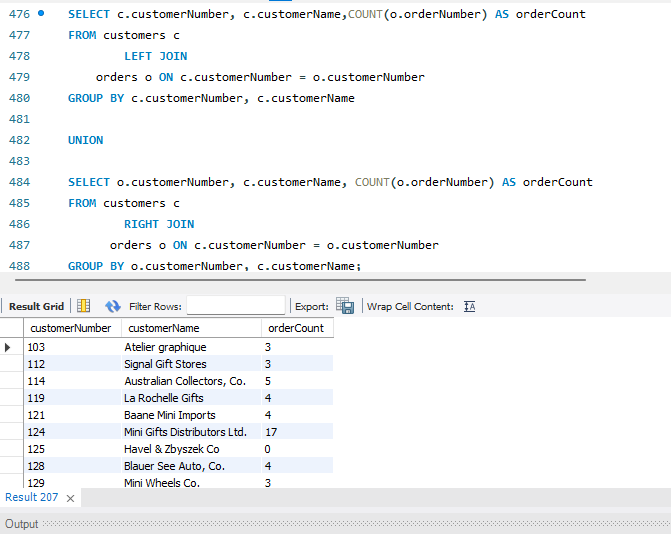 476 SELECT c.customerNumber, c.customerName,COUNT(o.orderNumber) AS orderCount
477 FROM customers c
478 LEFT JOIN
479 orders o ON c.customerNumber = o.customerNumber
480 GROUP BY c.customerNumber, c.customerName
481
482 UNION
483
484 SELECT o.customerNumber, c.customerName, COUNT(o.orderNumber) AS orderCount
485 FROM customers c
486 RIGHT JOIN
487 orders o ON c.customerNumber = o.customerNumber
488 GROUP BY o.customerNumber, c.customerName;
Result Grid Filter Rows: Export: Wrap Cell Content: IA
customerNumber customerName orderCount
103 Atelier graphique 3
112 Signal Gift Stores 3
114 Australian Collectors, Co. 5
119 La Rochelle Gifts 4
121 Baane Mini Imports 4
124 Mini Gifts Distributors Ltd. 17
125 Havel & Zbyszek Co 0
128 Blauer See Auto, Co. 4
129 Mini Wheels Co. 3
Result 207 ×
Output